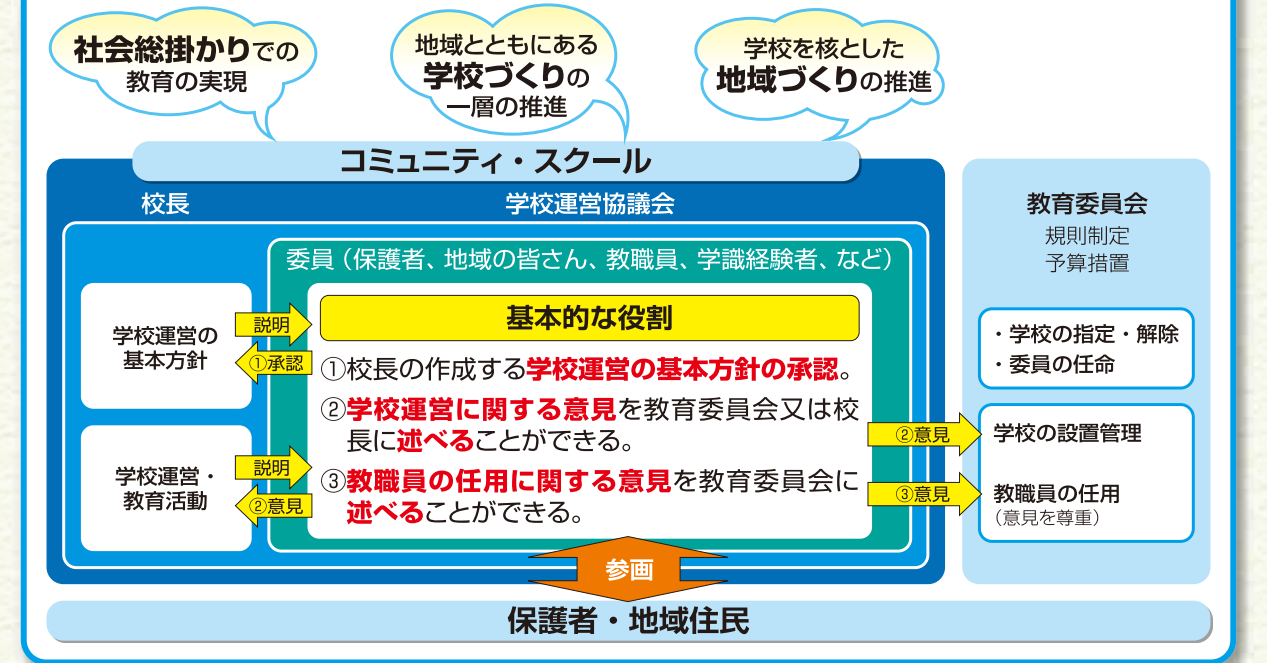 社会総掛かりでの
教育の実現
地域とともにある
学校づくりの
一層の推進
学校を核とした
地域づくりの推進
コミュニティ・スクール
校長
学校運営協議会
委員（保護者、地域の皆さん、教職員、学識経験者、など）
学校運営の
基本方針
説明
①承認
学校運営・
教育活動
説明
②意見
基本的な役割
①校長の作成する学校運営の基本方針の承認。
②学校運営に関する意見を教育委員会又は校
長に述べることができる。
③教職員の任用に関する意見を教育委員会に
述べることができる。
②意見
③意見
教育委員会
規則制定
予算措置
・学校の指定・解除
・委員の任命
学校の設置管理
教職員の任用
（意見を尊重）
参画
保護者・地域住民